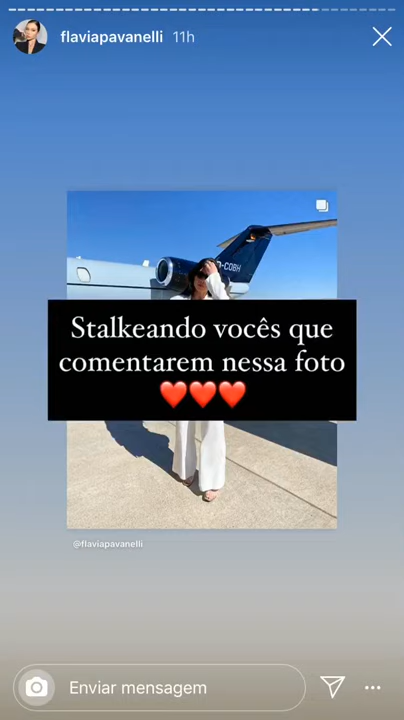 flaviapavanelli 11h
Stalkeando vocês que
comentarem nessa foto
❤️❤️❤️
@flaviapavanelli
Enviar mensagem